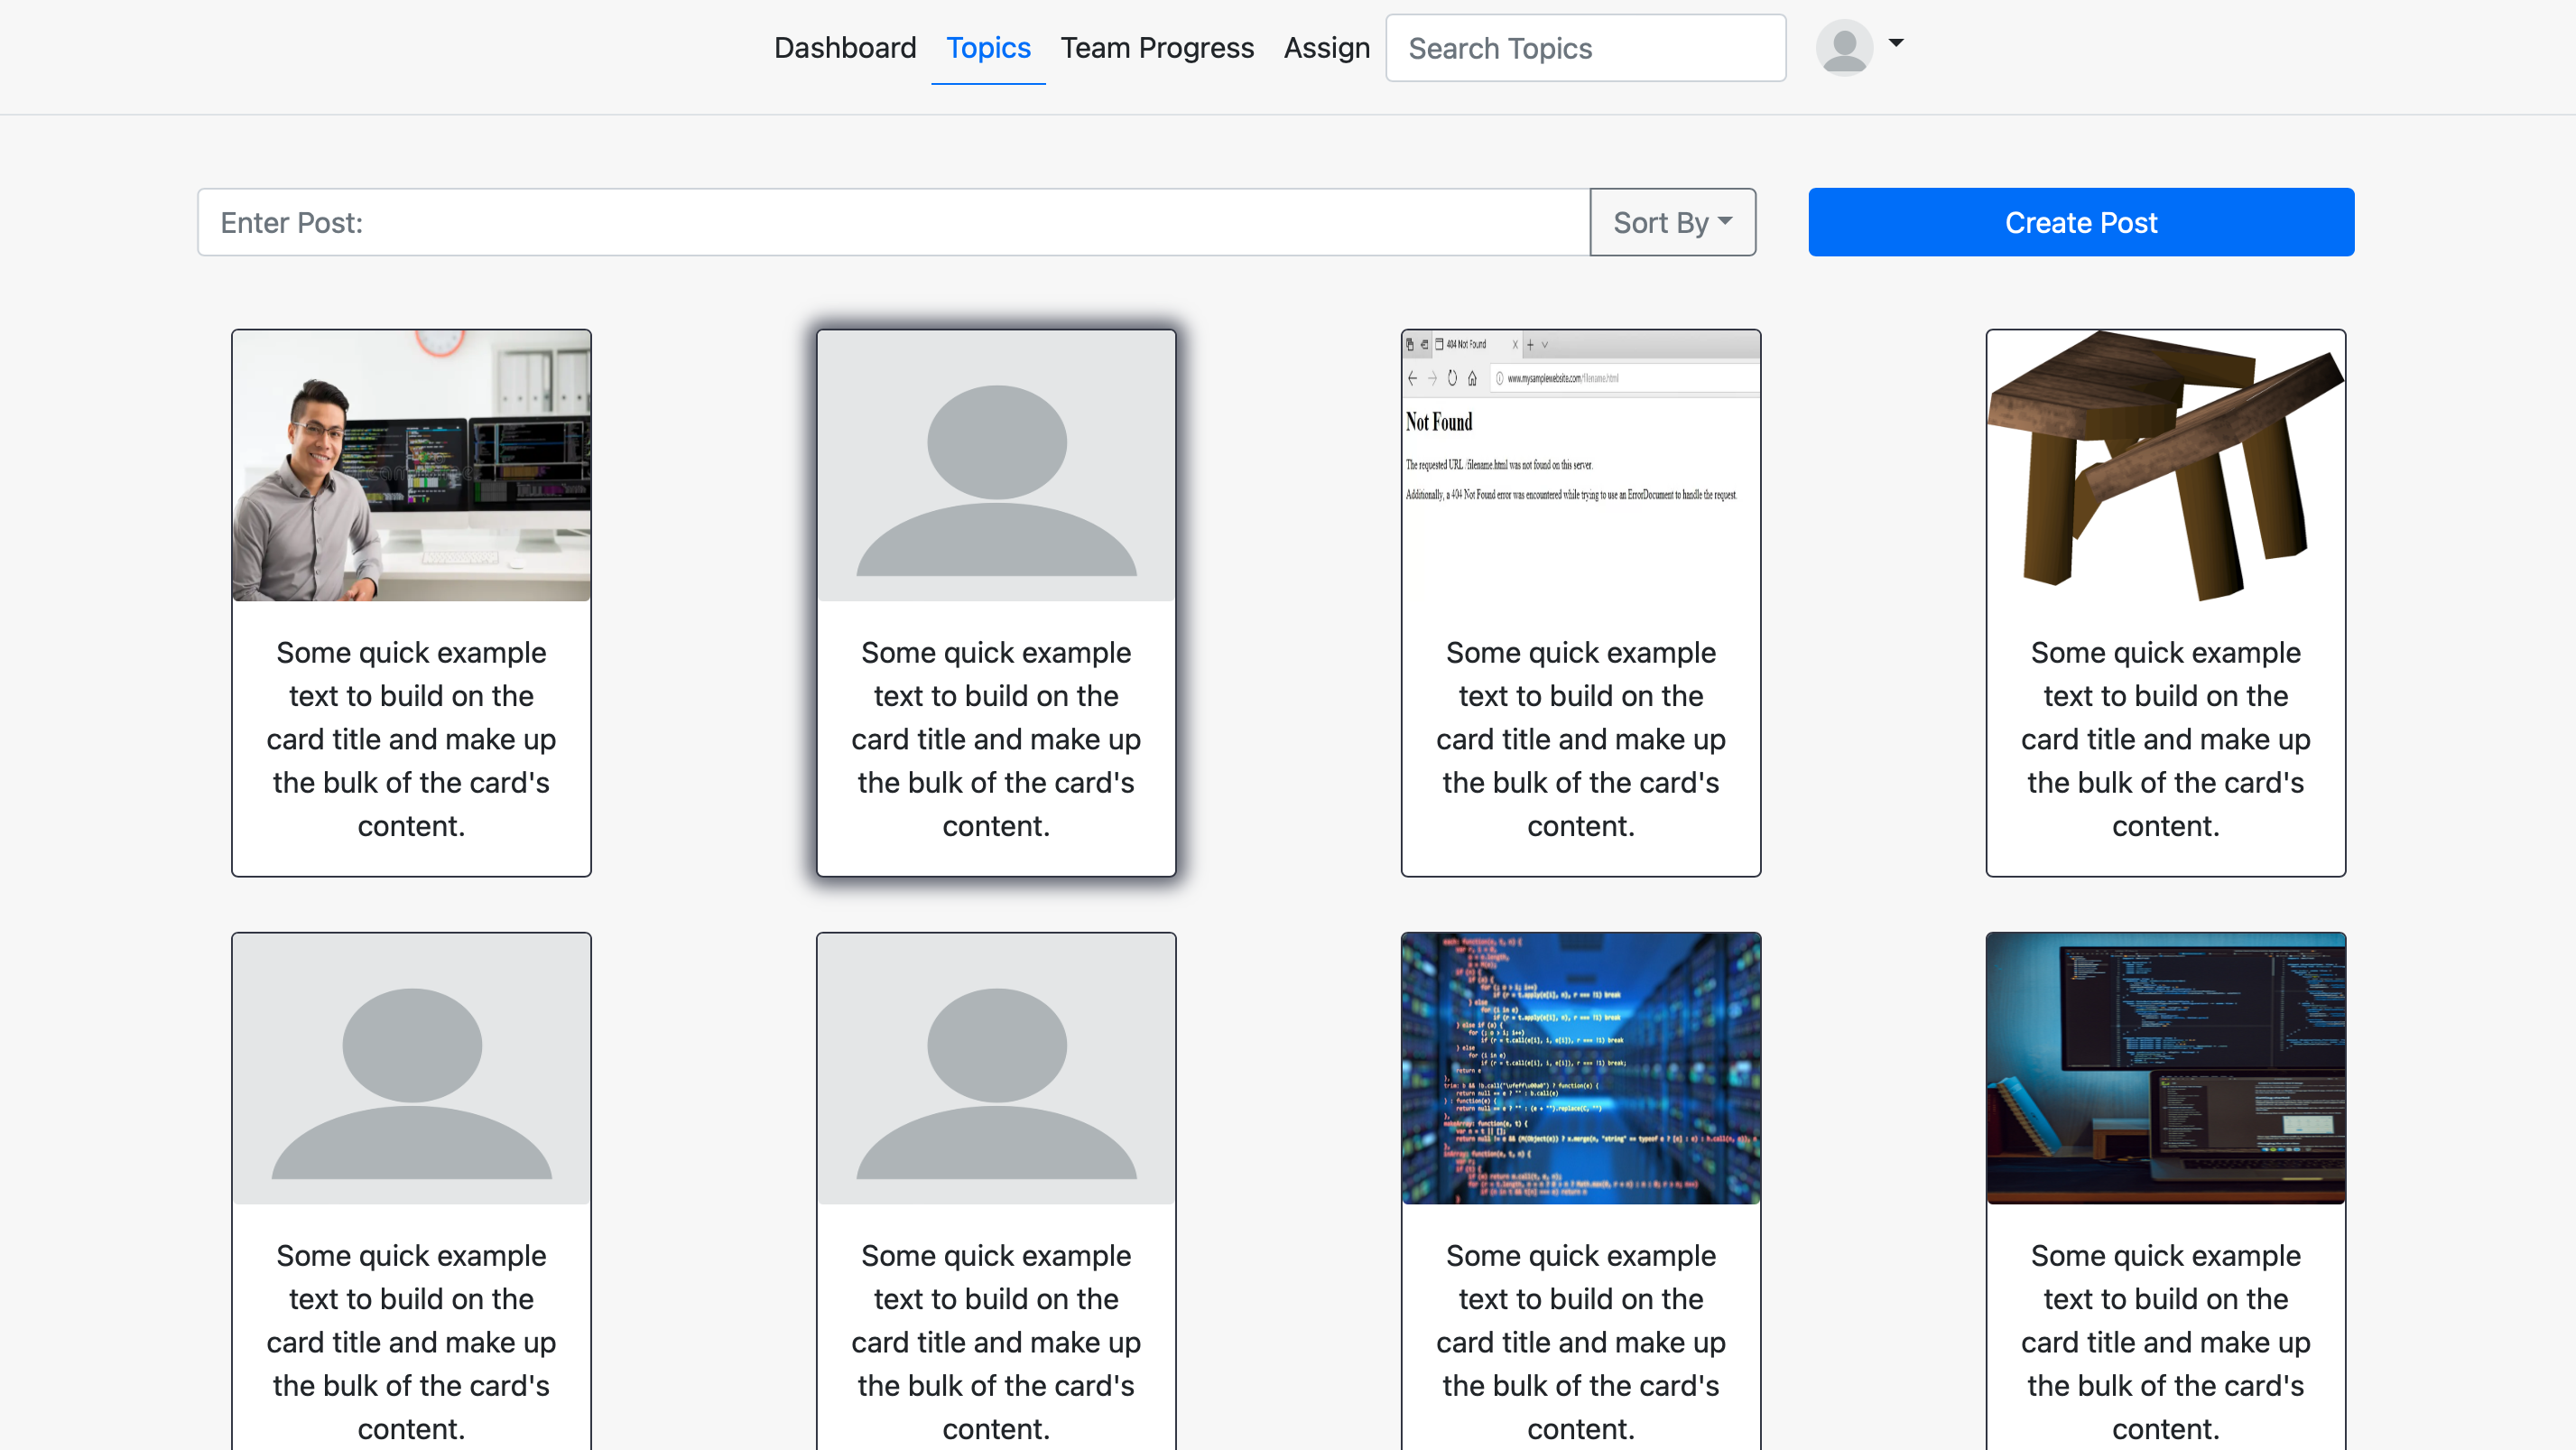 Dashboard Topics Team Progress Assign Search Topics
Enter Post: Sort By Create Post
404 Not Found
www.mysamplewebsite.com/filename.html
Not Found
The requested URL /filename.html was not found on this server.
Additionally, a 404 Not Found error was encountered while trying to use an ErrorDocument to handle the request.
Some quick example
text to build on the
card title and make up
the bulk of the card's
content.
Some quick example
text to build on the
card title and make up
the bulk of the card's
content.
Some quick example
text to build on the
card title and make up
the bulk of the card's
content.
Some quick example
text to build on the
card title and make up
the bulk of the card's
content.
Some quick example
text to build on the
card title and make up
the bulk of the card's
content.
Some quick example
text to build on the
card title and make up
the bulk of the card's
content.
Some quick example
text to build on the
card title and make up
the bulk of the card's
content.
Some quick example
text to build on the
card title and make up
the bulk of the card's
content.